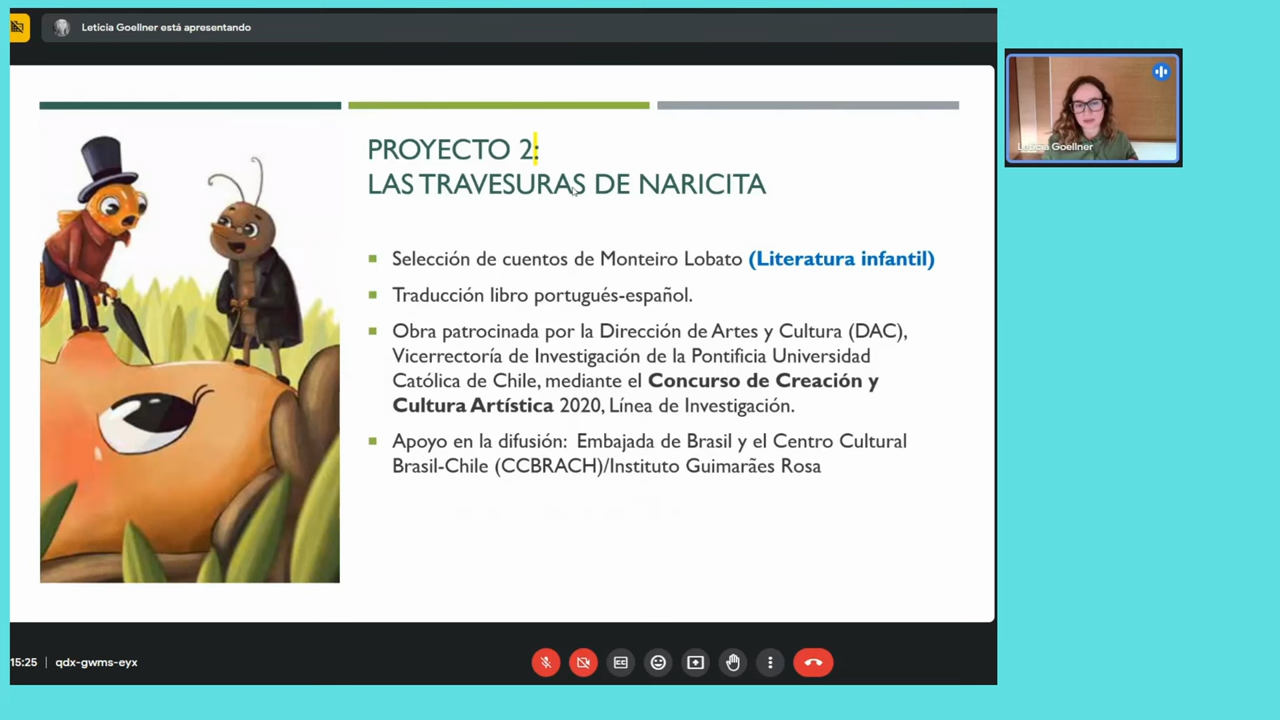 Leticia Goellner está apresentando
PROYECTO 2:
LAS TRAVESURAS DE NARICITA
Selección de cuentos de Monteiro Lobato (Literatura infantil)
Traducción libro portugués-español.
Obra patrocinada por la Dirección de Artes y Cultura (DAC),
Vicerrectoría de Investigación de la Pontificia Universidad
Católica de Chile, mediante el Concurso de Creación y
Cultura Artística 2020, Línea de Investigación.
Apoyo en la difusión: Embajada de Brasil y el Centro Cultural
Brasil-Chile (CCBRACH)/Instituto Guimarães Rosa
Leticia Goellner
15:25 | qdx-gwms-eyx